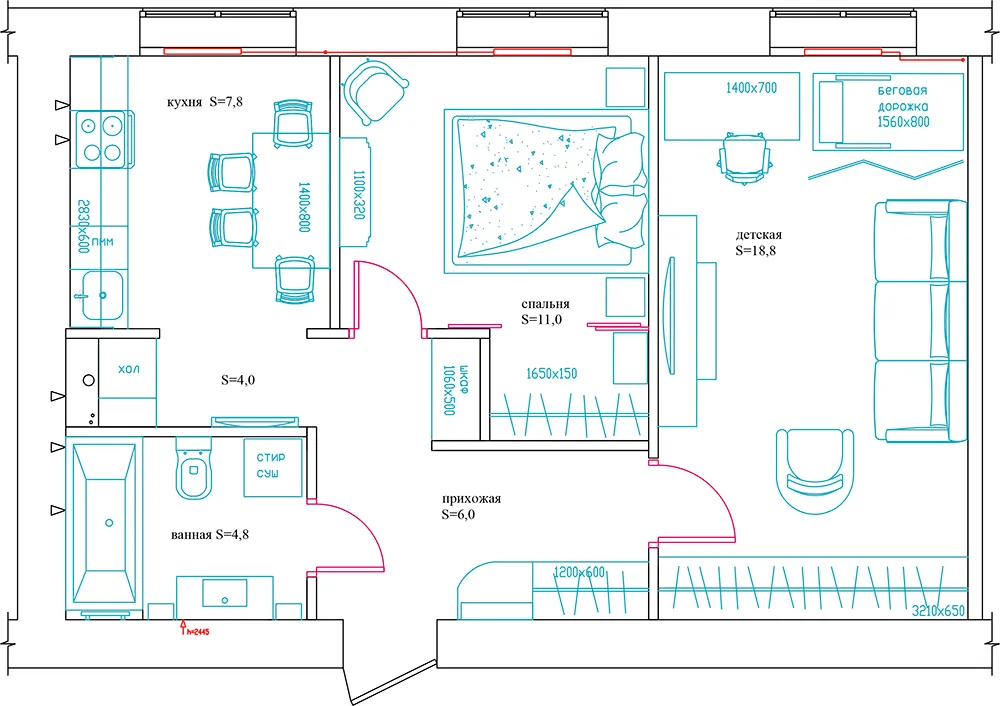 кухня S=7,8
1400x700
беговая
дорожка
1560x800
1100x320
1400x800
2830x600
ПММ
детская
S=18,8
спальня
S=11,0
ХОЛ
S=4,0
1650x150
шкаф
1060x500
СТИР
СУШ
прихожая
S=6,0
ванная S=4,8
1200x600
3210x650
h=2445